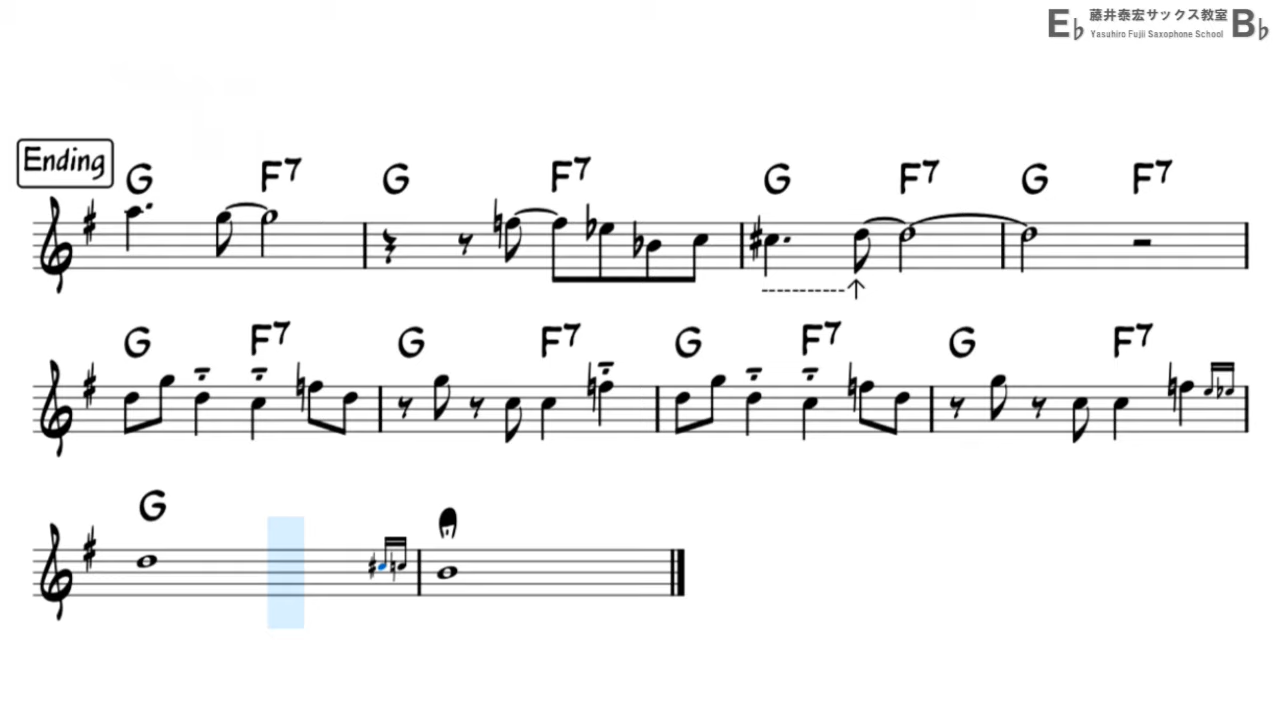 E♭ 藤井泰宏サックス教室 B♭
Yasuhiro Fujii Saxophone School
Ending
G F7 G F7 G F7 G F7
G F7 G F7 G F7 G F7
G